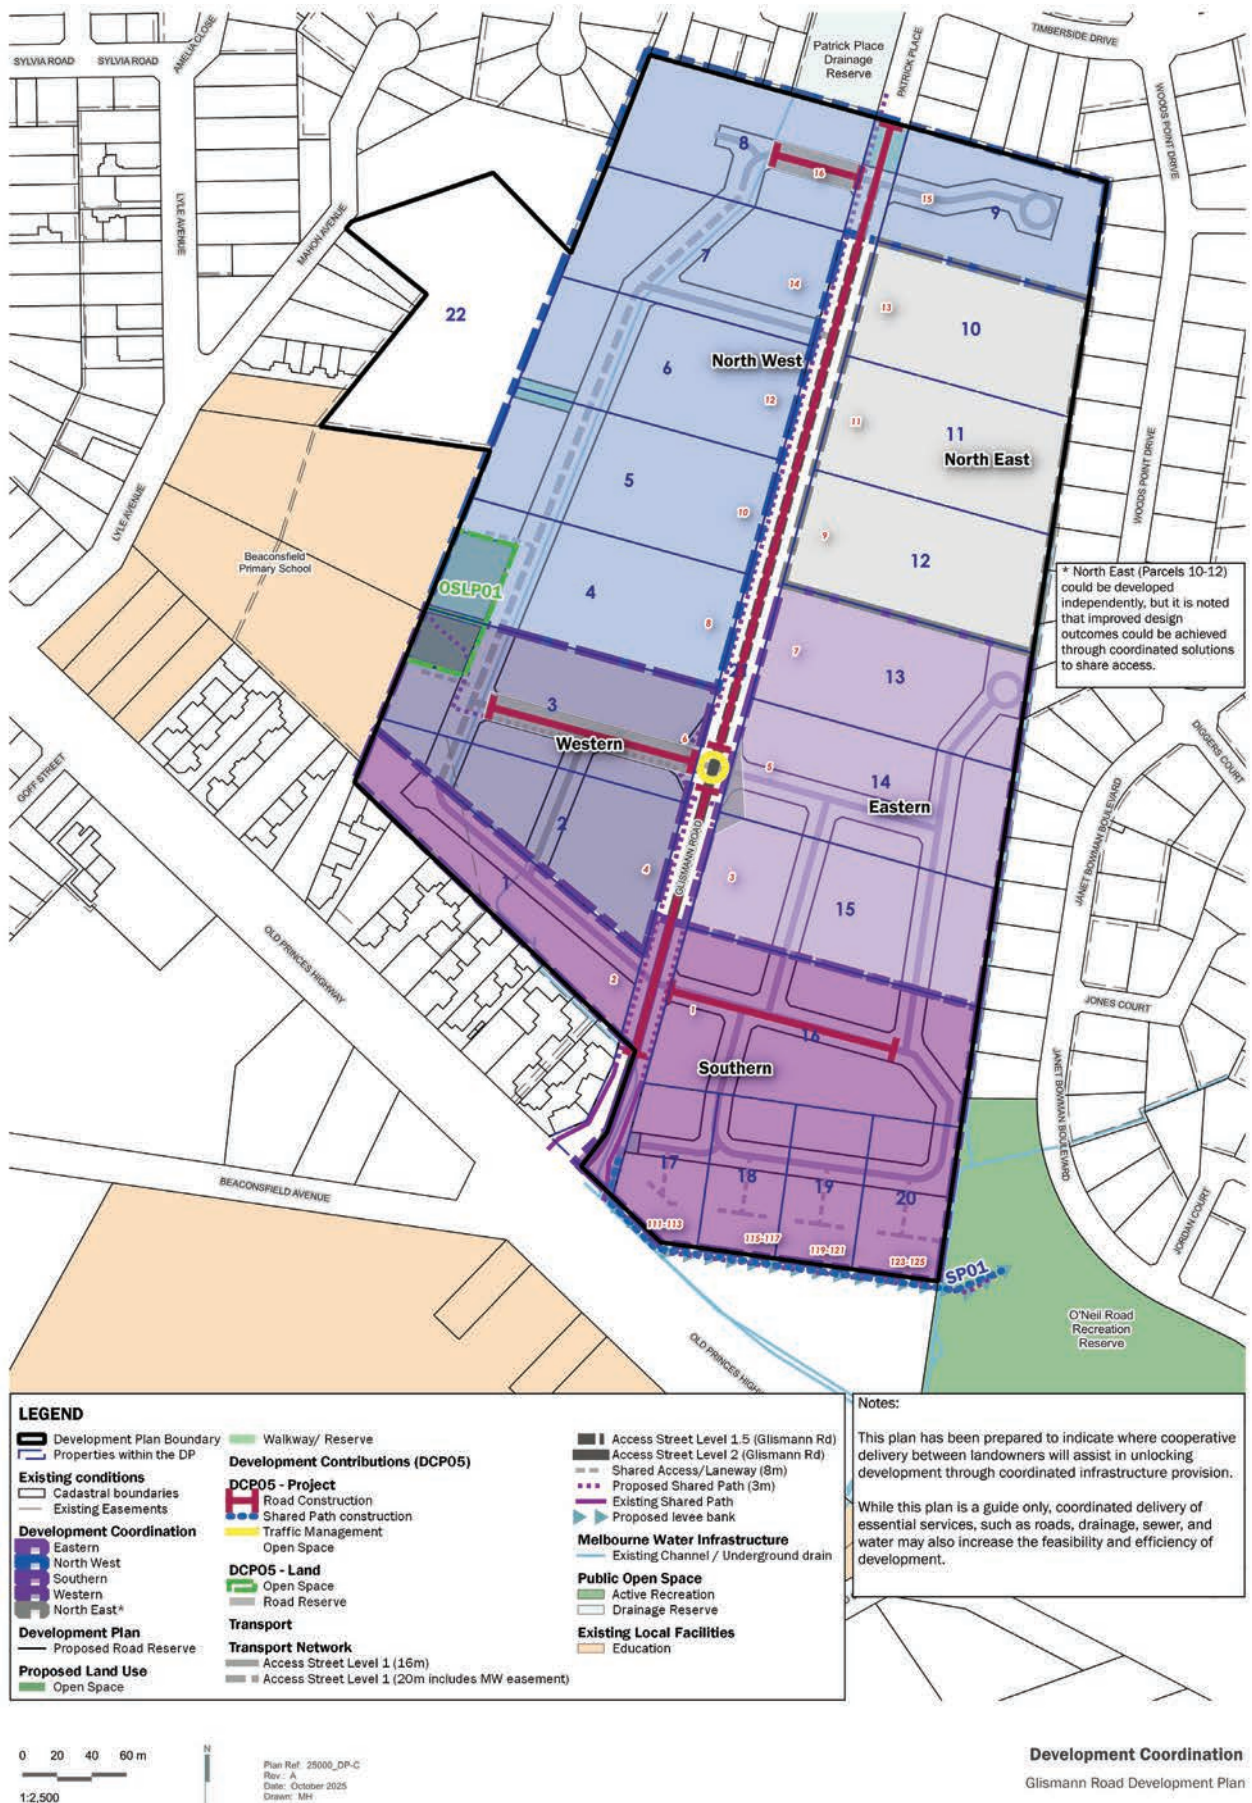 SYLVIA ROAD
SYLVIA ROAD
AMELIA CLOSE
Patrick Place
Drainage
Reserve
PATRICK PLACE
TIMBERSIDE DRIVE
WOODS POINT DRIVE
LYLE AVENUE
MAHON AVENUE
8
16
15
9
7
14
13
22
10
North West
6
12
11
11
North East
WOODS POINT DRIVE
5
10
LYLE AVENUE
9
12
Beaconsfield
Primary School
* North East (Parcels 10-12)
could be developed
independently, but it is noted
that improved design
outcomes could be achieved
through coordinated solutions
to share access.
OSLP01
4
8
7
13
3
Western
6
5
14
Eastern
DIGGERS COURT
GOFF STREET
2
GLISMANN ROAD
4
3
1
15
JANET BOWMAN BOULEVARD
OLD PRINCES HIGHWAY
2
1
16
JONES COURT
Southern
JANET BOWMAN BOULEVARD
17
18
19
20
BEACONSFIELD AVENUE
JORDAN COURT
111-113
115-117
119-121
123-125
SP01
O'Neil Road
Recreation
Reserve
OLD PRINCES HIGH
LEGEND
Development Plan Boundary
Properties within the DP
Existing conditions
Cadastral boundaries
Existing Easements
Development Coordination
Eastern
North West
Southern
Western
North East*
Development Plan
Proposed Road Reserve
Proposed Land Use
Open Space
Walkway/ Reserve
Development Contributions (DCP05)
DCP05 - Project
Road Construction
Shared Path construction
Traffic Management
Open Space
DCP05 - Land
Open Space
Road Reserve
Transport
Transport Network
Access Street Level 1 (16m)
Access Street Level 1 (20m includes MW easement)
Access Street Level 1.5 (Glismann Rd)
Access Street Level 2 (Glismann Rd)
Shared Access/Laneway (8m)
Proposed Shared Path (3m)
Existing Shared Path
Proposed levee bank
Melbourne Water Infrastructure
Existing Channel / Underground drain
Public Open Space
Active Recreation
Drainage Reserve
Existing Local Facilities
Education
Notes:
This plan has been prepared to indicate where cooperative
delivery between landowners will assist in unlocking
development through coordinated infrastructure provision.
While this plan is a guide only, coordinated delivery of
essential services, such as roads, drainage, sewer, and
water may also increase the feasibility and efficiency of
development.
0 20 40 60 m
1:2,500
N
Plan Ref: 25000_DP-C
Rev : A
Date: October 2025
Drawn: MH
Development Coordination
Glismann Road Development Plan